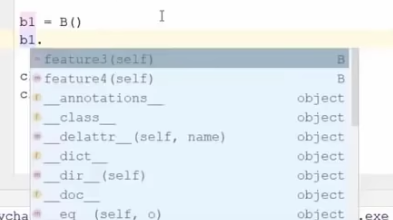 b1 = B()
b1.
feature3(self) B
feature4(self) B
c __annotations__ object
c __class__ object
__delattr__(self, name) object
__dict__ object
__dir__(self) object
__doc__ object
ycha __eq__(self, o) object .exe